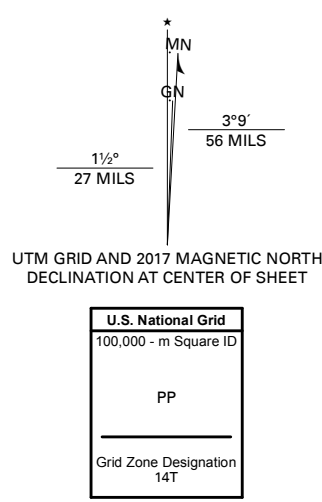 MN
GN
3°9´
56 MILS
1½°
27 MILS
UTM GRID AND 2017 MAGNETIC NORTH
DECLINATION AT CENTER OF SHEET
U.S. National Grid
100,000 - m Square ID
PP
Grid Zone Designation
14T